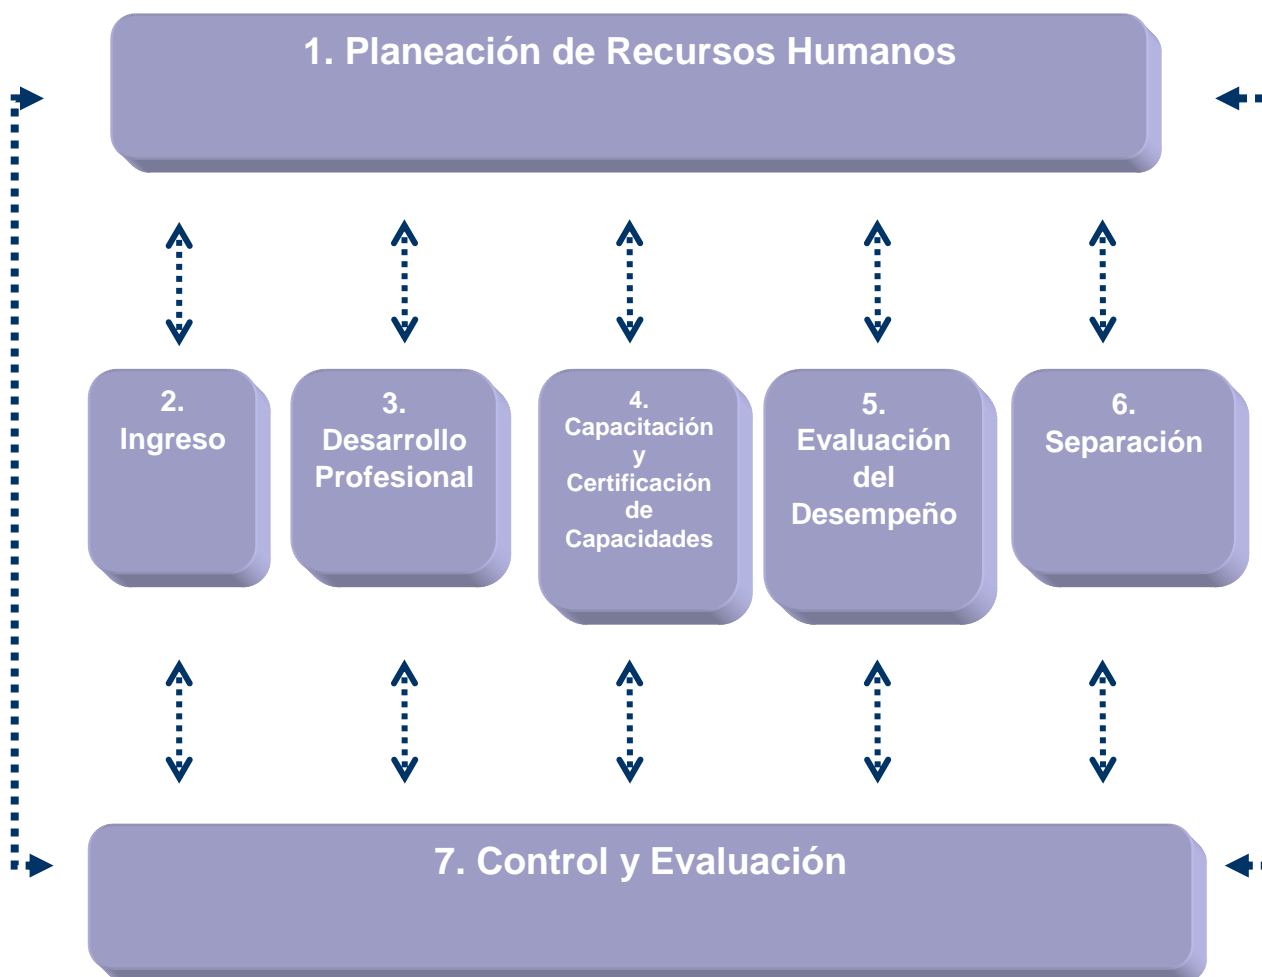 1. Planeación de Recursos Humanos
2.
Ingreso
3.
Desarrollo
Profesional
4.
Capacitación
y
Certificación
de
Capacidades
5.
Evaluación
del
Desempeño
6.
Separación
7. Control y Evaluación